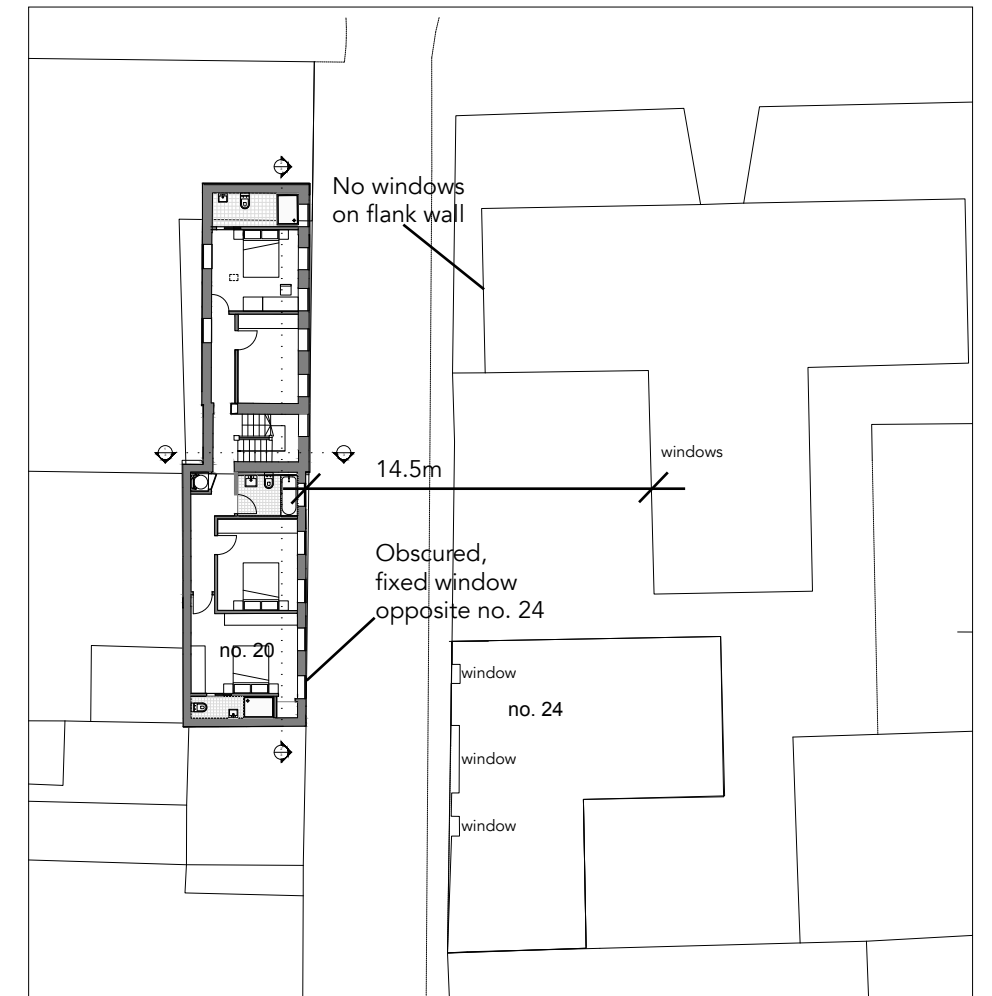 No windows
on flank wall
windows
14.5m
Obscured,
fixed window
opposite no. 24
no. 20
window
no. 24
window
window